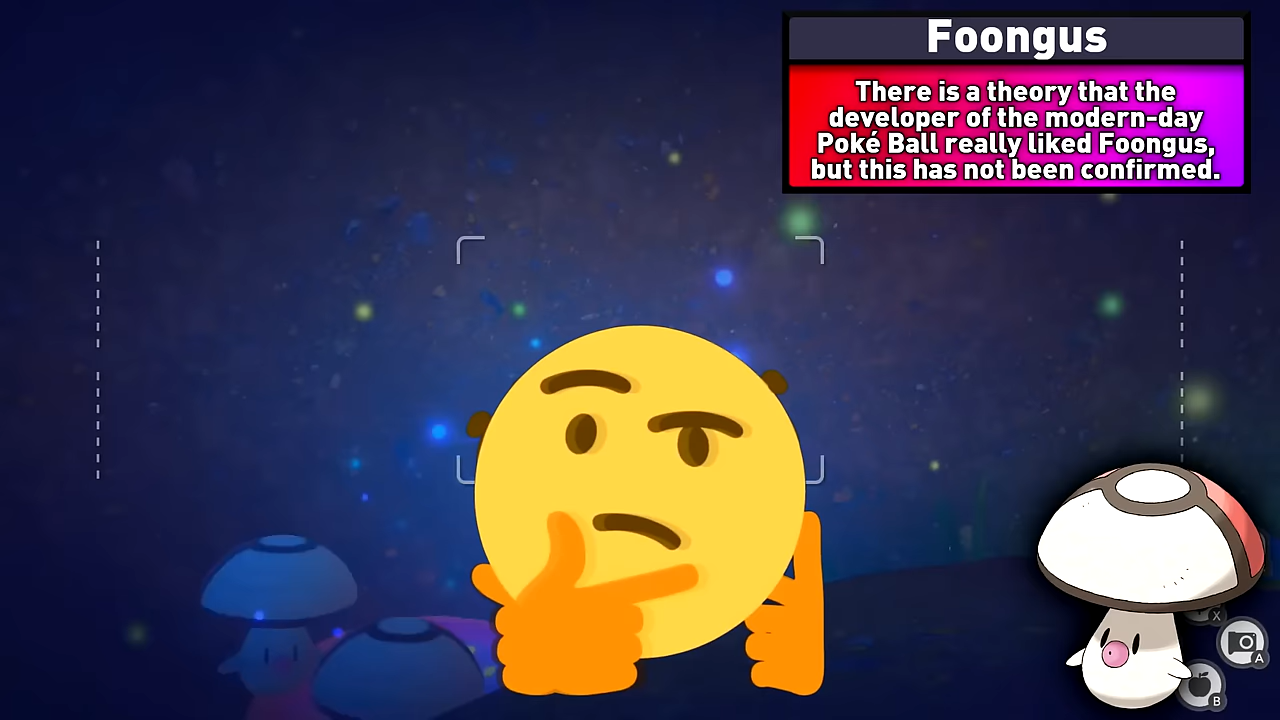 Foongus
There is a theory that the
developer of the modern-day
Poké Ball really liked Foongus,
but this has not been confirmed.
X
A
B